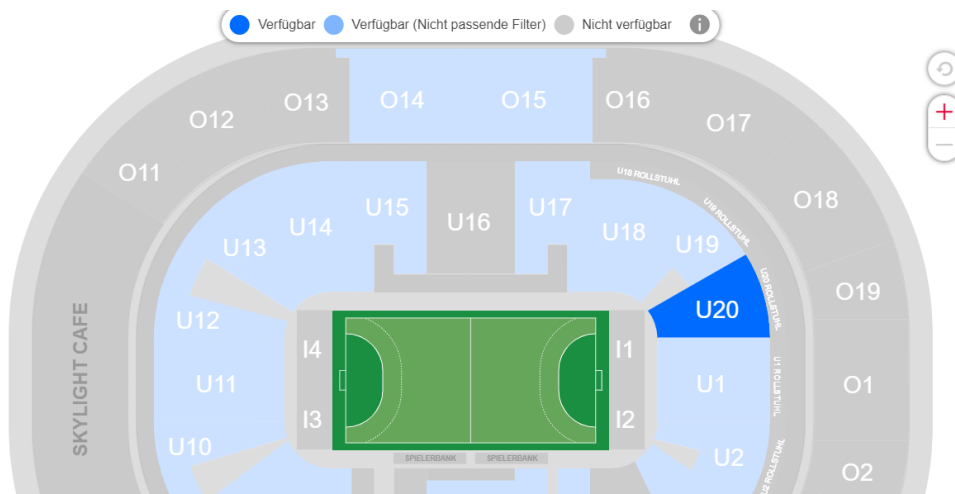 Verfügbar
Verfügbar (Nicht passende Filter)
Nicht verfügbar
i
O11
O12
O13
O14
O15
O16
O17
O18
O19
O1
O2
SKYLIGHT CAFE
U10
U11
U12
U13
U14
U15
U16
U17
U18
U19
U20
U1
U2
U18 ROLLSTUHL
U19 ROLLSTUHL
U20 ROLLSTUHL
U1 ROLLSTUHL
U2 ROLLSTUHL
I4
I3
I1
I2
SPIELERBANK
SPIELERBANK
+
−